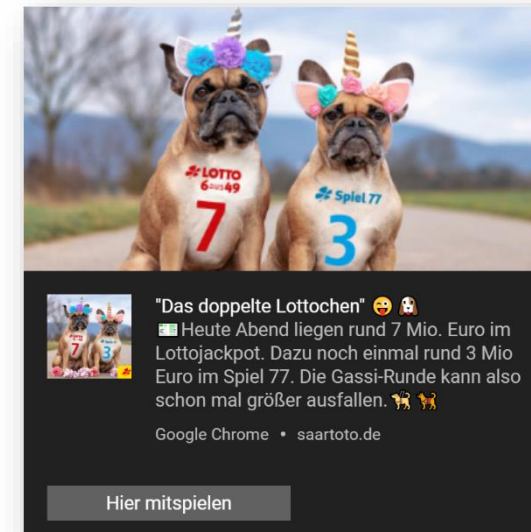 LOTTO
6aus49
7
Spiel 77
3
"Das doppelte Lottochen" 😜 🐶
💶Heute Abend liegen rund 7 Mio. Euro im
Lottojackpot. Dazu noch einmal rund 3 Mio
Euro im Spiel 77. Die Gassi-Runde kann also
schon mal größer ausfallen. 🐕 🐕‍🦺
Google Chrome • saartoto.de
Hier mitspielen